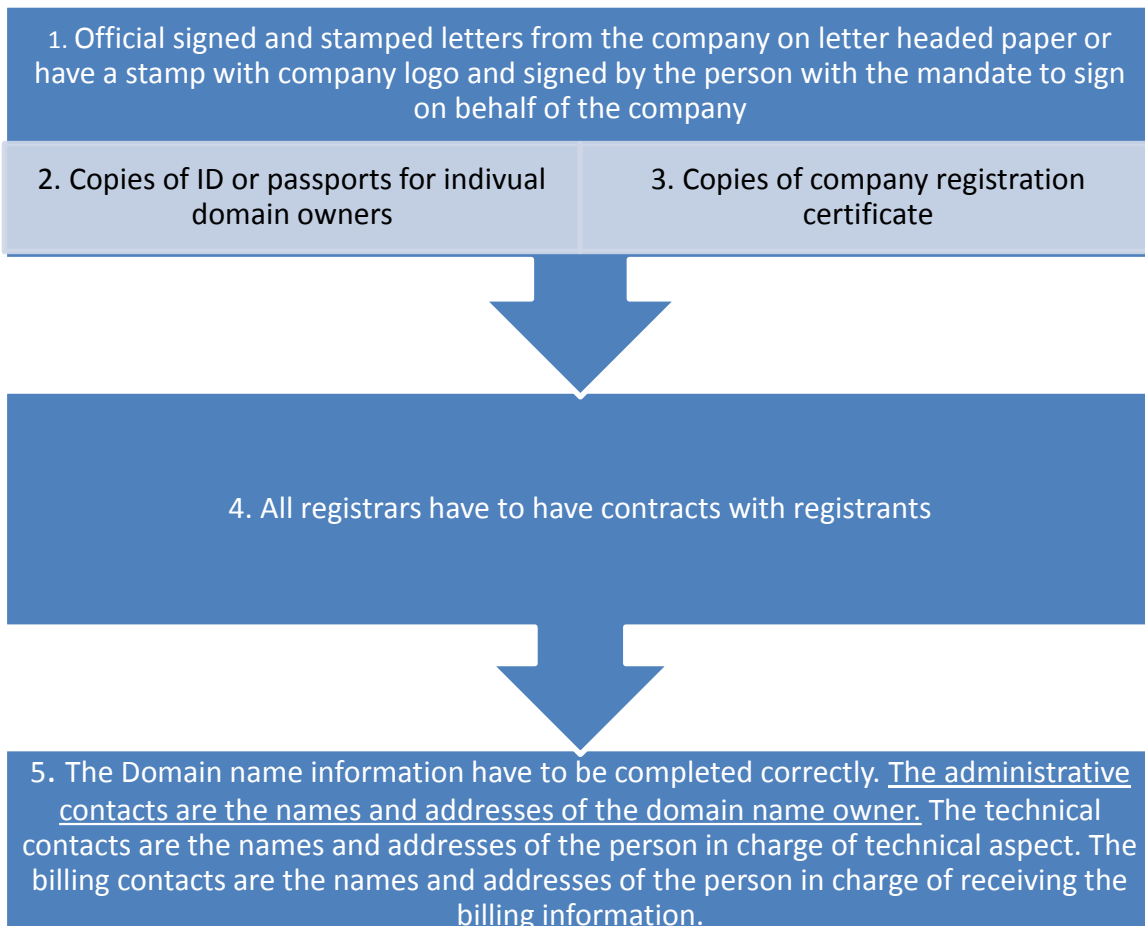 1. Official signed and stamped letters from the company on letter headed paper or
have a stamp with company logo and signed by the person with the mandate to sign
on behalf of the company
2. Copies of ID or passports for indivual
domain owners
3. Copies of company registration
certificate
4. All registrars have to have contracts with registrants
5. The Domain name information have to be completed correctly. The administrative
contacts are the names and addresses of the domain name owner. The technical
contacts are the names and addresses of the person in charge of technical aspect. The
billing contacts are the names and addresses of the person in charge of receiving the
billing information.